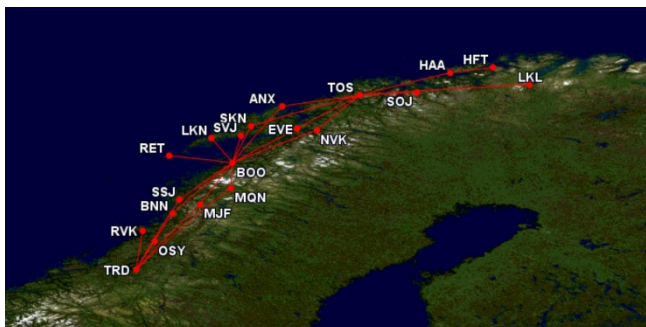 HFT
HAA
LKL
TOS
SOJ
ANX
SKN
SVJ
EVE
LKN
NVK
RET
BOO
MQN
SSJ
BNN
MJF
RVK
OSY
TRD